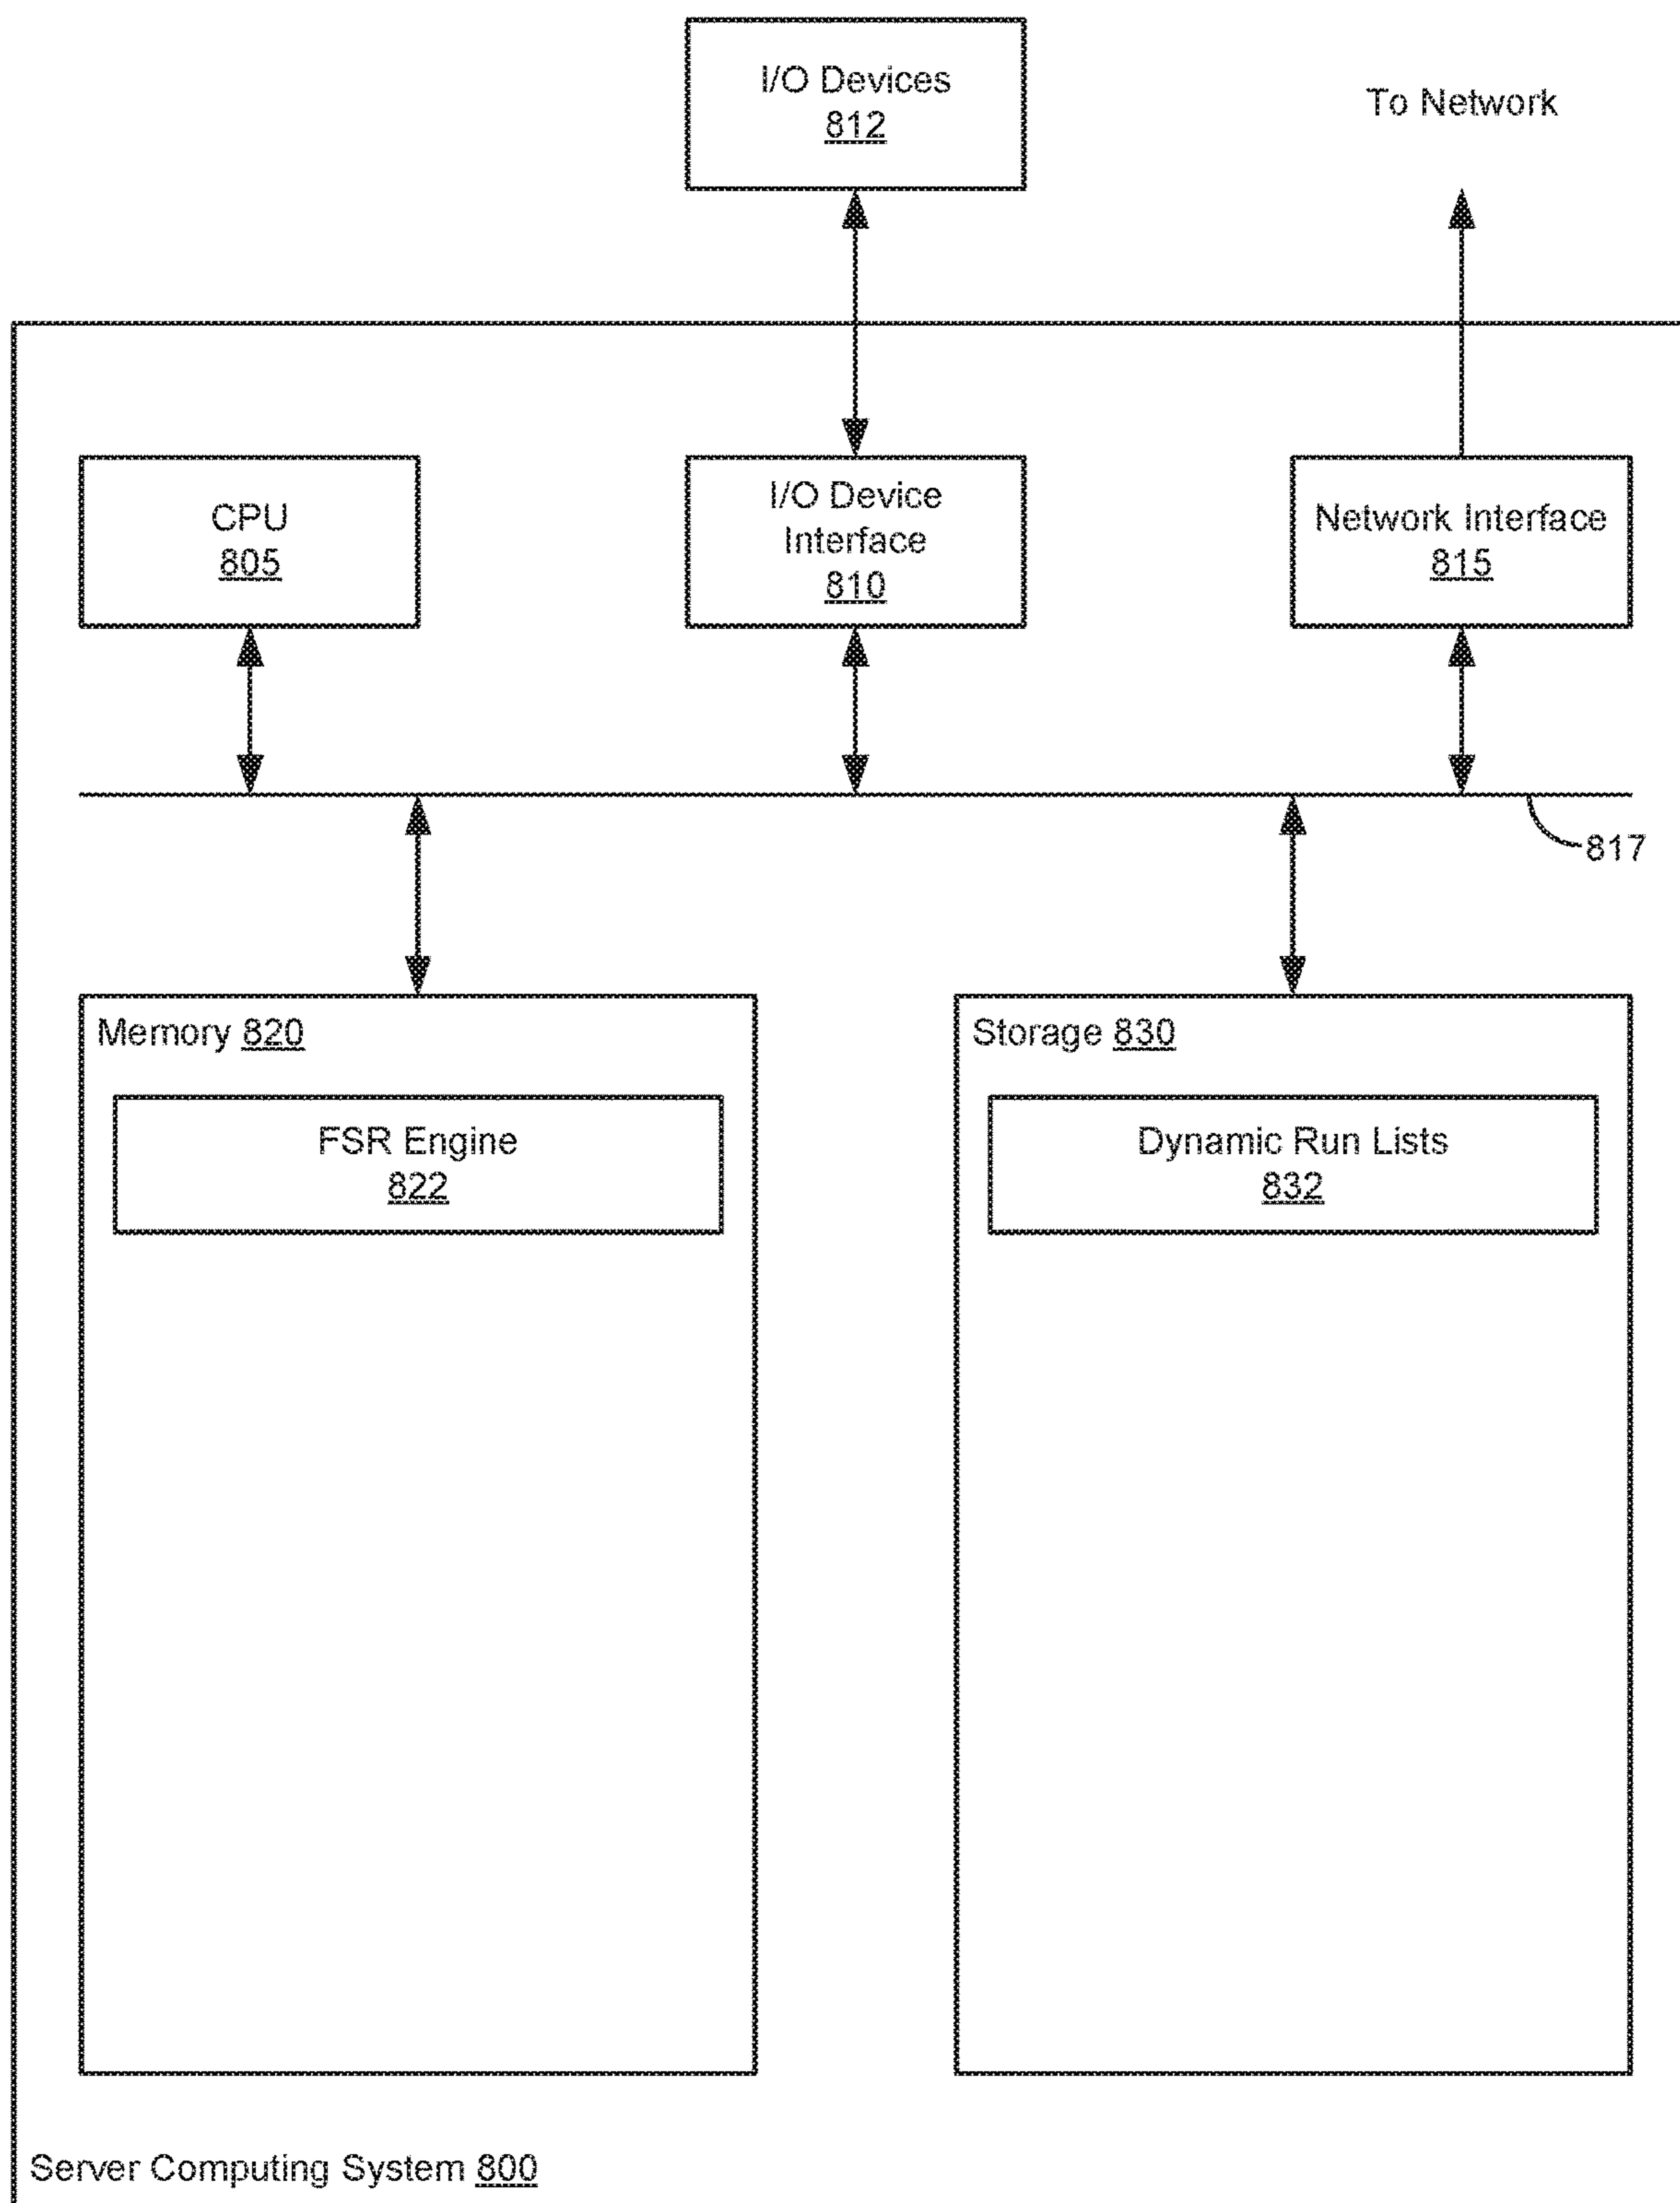 I/O Devices
812
To Network
CPU
805
I/O Device
Interface
810
Network Interface
815
817
Memory 820
FSR Engine
822
Storage 830
Dynamic Run Lists
832
Server Computing System 800